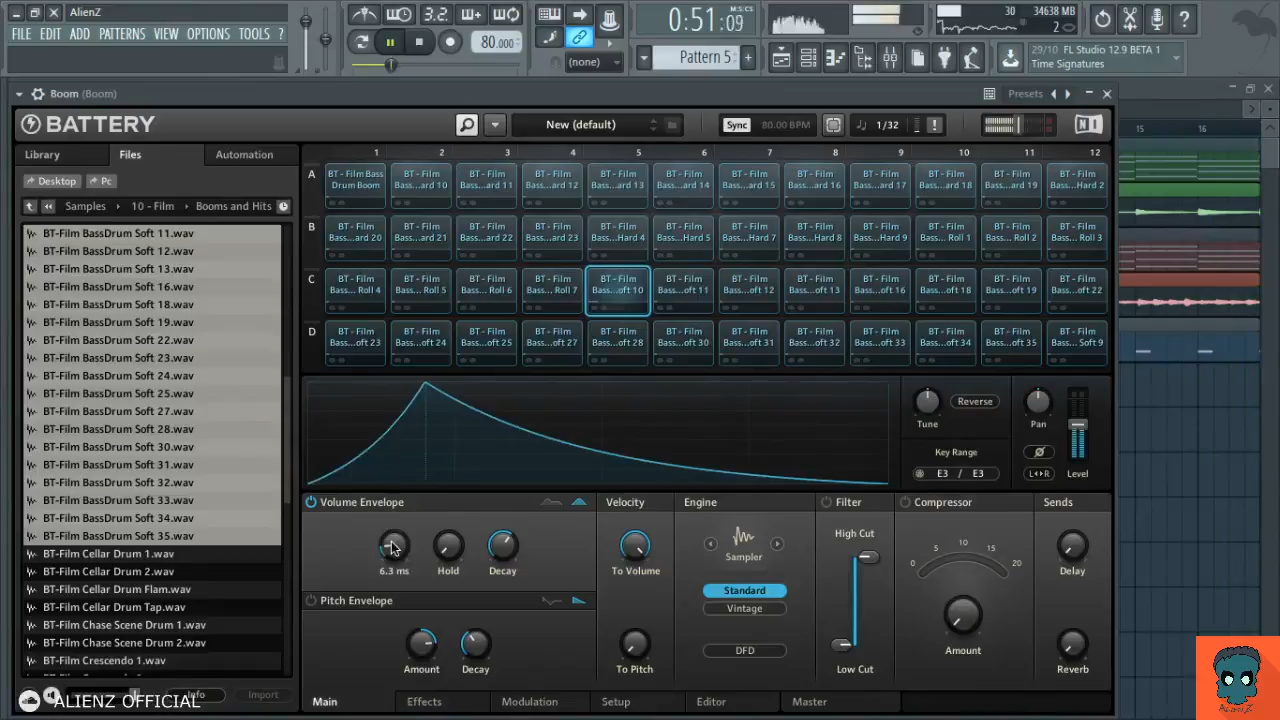 AlienZ
FILE EDIT ADD PATTERNS VIEW OPTIONS TOOLS ?
3.2.
80.000
(none)
0:51:09
M:S:CS
Pattern 5
30
34638 MB
2
29/10 FL Studio 12.9 BETA 1
Time Signatures
Boom (Boom)
Presets
BATTERY
New (default)
Sync
80.00 BPM
1/32
!
NI
Library Files Automation
Desktop Pc
Samples 10 - Film Booms and Hits
BT-Film BassDrum Soft 11.wav
BT-Film BassDrum Soft 12.wav
BT-Film BassDrum Soft 13.wav
BT-Film BassDrum Soft 16.wav
BT-Film BassDrum Soft 18.wav
BT-Film BassDrum Soft 19.wav
BT-Film BassDrum Soft 22.wav
BT-Film BassDrum Soft 23.wav
BT-Film BassDrum Soft 24.wav
BT-Film BassDrum Soft 25.wav
BT-Film BassDrum Soft 27.wav
BT-Film BassDrum Soft 28.wav
BT-Film BassDrum Soft 30.wav
BT-Film BassDrum Soft 31.wav
BT-Film BassDrum Soft 32.wav
BT-Film BassDrum Soft 33.wav
BT-Film BassDrum Soft 34.wav
BT-Film BassDrum Soft 35.wav
BT-Film Cellar Drum 1.wav
BT-Film Cellar Drum 2.wav
BT-Film Cellar Drum Flam.wav
BT-Film Cellar Drum Tap.wav
BT-Film Chase Scene Drum 1.wav
BT-Film Chase Scene Drum 2.wav
BT-Film Crescendo 1.wav
Info Import
ALIENZ OFFICIAL
1 2 3 4 5 6 7 8 9 10 11 12
A
BT - Film Bass BT - Film BT - Film BT - Film BT - Film BT - Film BT - Film BT - Film BT - Film BT - Film BT - Film BT - Film
Drum Boom Bass...ard 10 Bass...ard 11 Bass...ard 12 Bass...ard 13 Bass...ard 14 Bass...ard 15 Bass...ard 16 Bass...ard 17 Bass...ard 18 Bass...ard 19 Bass...Hard 2
B
BT - Film BT - Film BT - Film BT - Film BT - Film BT - Film BT - Film BT - Film BT - Film BT - Film BT - Film BT - Film
Bass...ard 20 Bass...ard 21 Bass...ard 22 Bass...ard 23 Bass...Hard 4 Bass...Hard 5 Bass...Hard 7 Bass...Hard 8 Bass...Hard 9 Bass... Roll 1 Bass... Roll 2 Bass... Roll 3
C
BT - Film BT - Film BT - Film BT - Film BT - Film BT - Film BT - Film BT - Film BT - Film BT - Film BT - Film BT - Film
Bass... Roll 4 Bass... Roll 5 Bass... Roll 6 Bass... Roll 7 Bass...oft 10 Bass...oft 11 Bass...oft 12 Bass...oft 13 Bass...oft 16 Bass...oft 18 Bass...oft 19 Bass...oft 22
D
BT - Film BT - Film BT - Film BT - Film BT - Film BT - Film BT - Film BT - Film BT - Film BT - Film BT - Film BT - Film
Bass...oft 23 Bass...oft 24 Bass...oft 25 Bass...oft 27 Bass...oft 28 Bass...oft 30 Bass...oft 31 Bass...oft 32 Bass...oft 33 Bass...oft 34 Bass...oft 35 Bass...Soft 9
Tune
Reverse
Key Range
E3 / E3
Pan
L R
Level
Volume Envelope
6.3 ms Hold Decay
Pitch Envelope
Amount Decay
Velocity
To Volume
To Pitch
Engine
Sampler
Standard
Vintage
DFD
Filter
High Cut
Low Cut
Compressor
0 5 10 15 20
Amount
Sends
Delay
Reverb
Main Effects Modulation Setup Editor Master
15 16
AlienZ